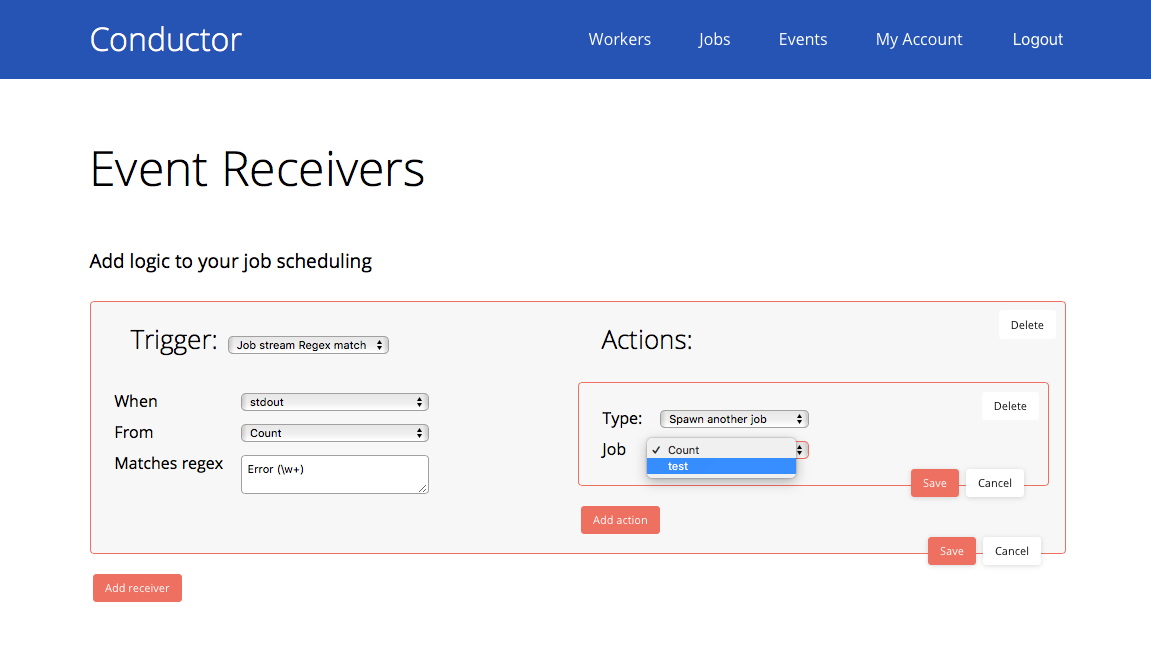 Conductor
Workers Jobs Events My Account Logout
Event Receivers
Add logic to your job scheduling
Trigger: Job stream Regex match
When stdout
From Count
Matches regex Error (\w+)
Actions:
Delete
Type: Spawn another job
Delete
Job ✓ Count
test
Save Cancel
Add action
Save Cancel
Add receiver